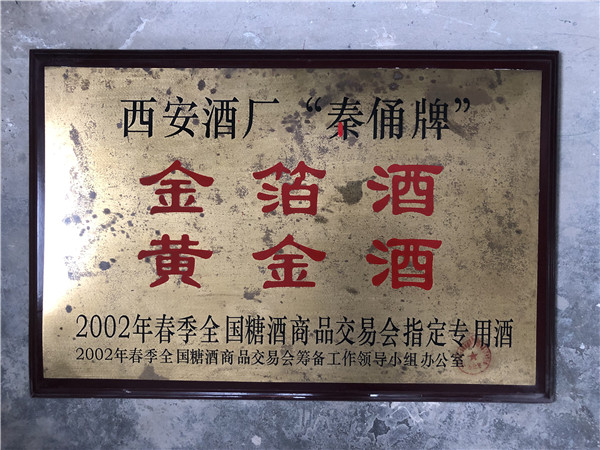 西安酒厂“秦俑牌”
金箔酒
黄金酒
2002年春季全国糖酒商品交易会指定专用酒
2002年春季全国糖酒商品交易会筹备工作领导小组办公室